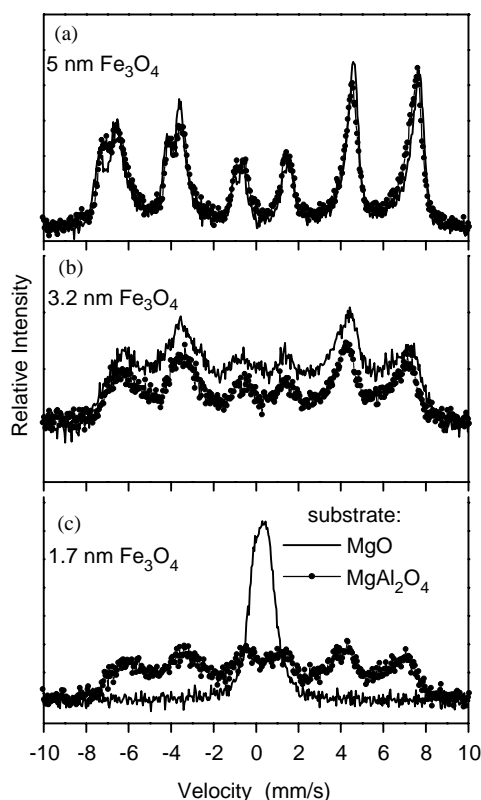 (a)
5 nm Fe₃O₄
(b)
3.2 nm Fe₃O₄
Relative Intensity
(c)
1.7 nm Fe₃O₄
substrate:
MgO
MgAl₂O₄
-10 -8 -6 -4 -2 0 2 4 6 8 10
Velocity (mm/s)